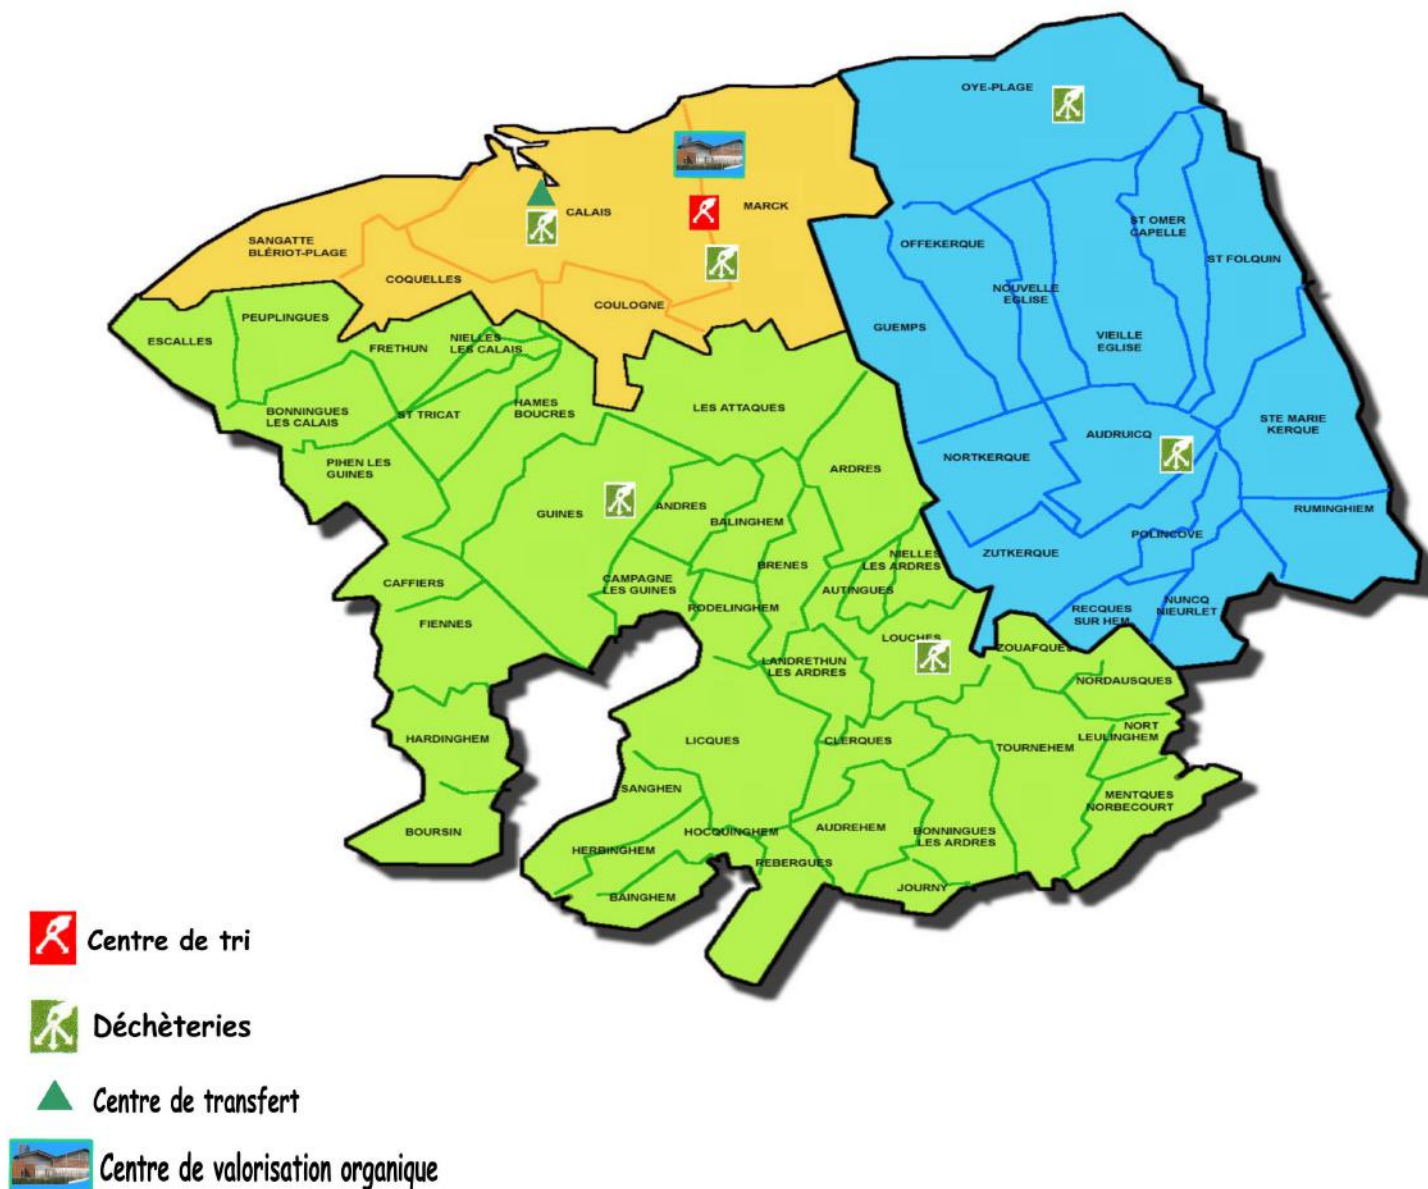 OYE-PLAGE
CALAIS
MARCK
SANGATTE
BLÉRIOT-PLAGE
COQUELLES
COULOGNE
OFFEKERQUE
ST OMER
CAPELLE
ST FOLQUIN
NOUVELLE
EGLISE
GUEMPS
VIEILLE
EGLISE
ESCALLES
PEUPLINGUES
FRETHUN
NIELLES
LES CALAIS
BONNINGUES
LES CALAIS
ST TRICAT
HAMES
BOUCRES
LES ATTAQUES
AUDRUICQ
STE MARIE
KERQUE
PIHEN LES
GUINES
ARDRES
NORTKERQUE
GUINES
ANDRES
BALINGHEM
RUMINGHIEM
POLINCOVE
ZUTKERQUE
NIELLES
LES ARDRES
BRENES
CAFFIERS
CAMPAGNE
LES GUINES
AUTINGUES
RODELINGHEM
NUNCQ
NIEURLET
RECQUES
SUR HEM
FIENNES
LOUCHES
ZOUAFQUES
LANDRETHUN
LES ARDRES
NORDAUSQUES
HARDINGHEM
LICQUES
CLERQUES
TOURNEHEM
NORT
LEULINGHEM
SANGHEN
MENTQUES
NORBECOURT
BOURSIN
HOCQUINGHEM
AUDREHEM
BONNINGUES
LES ARDRES
HERBINGHEM
REBERGUES
JOURNY
BAINGHEM
Centre de tri
Déchèteries
Centre de transfert
Centre de valorisation organique